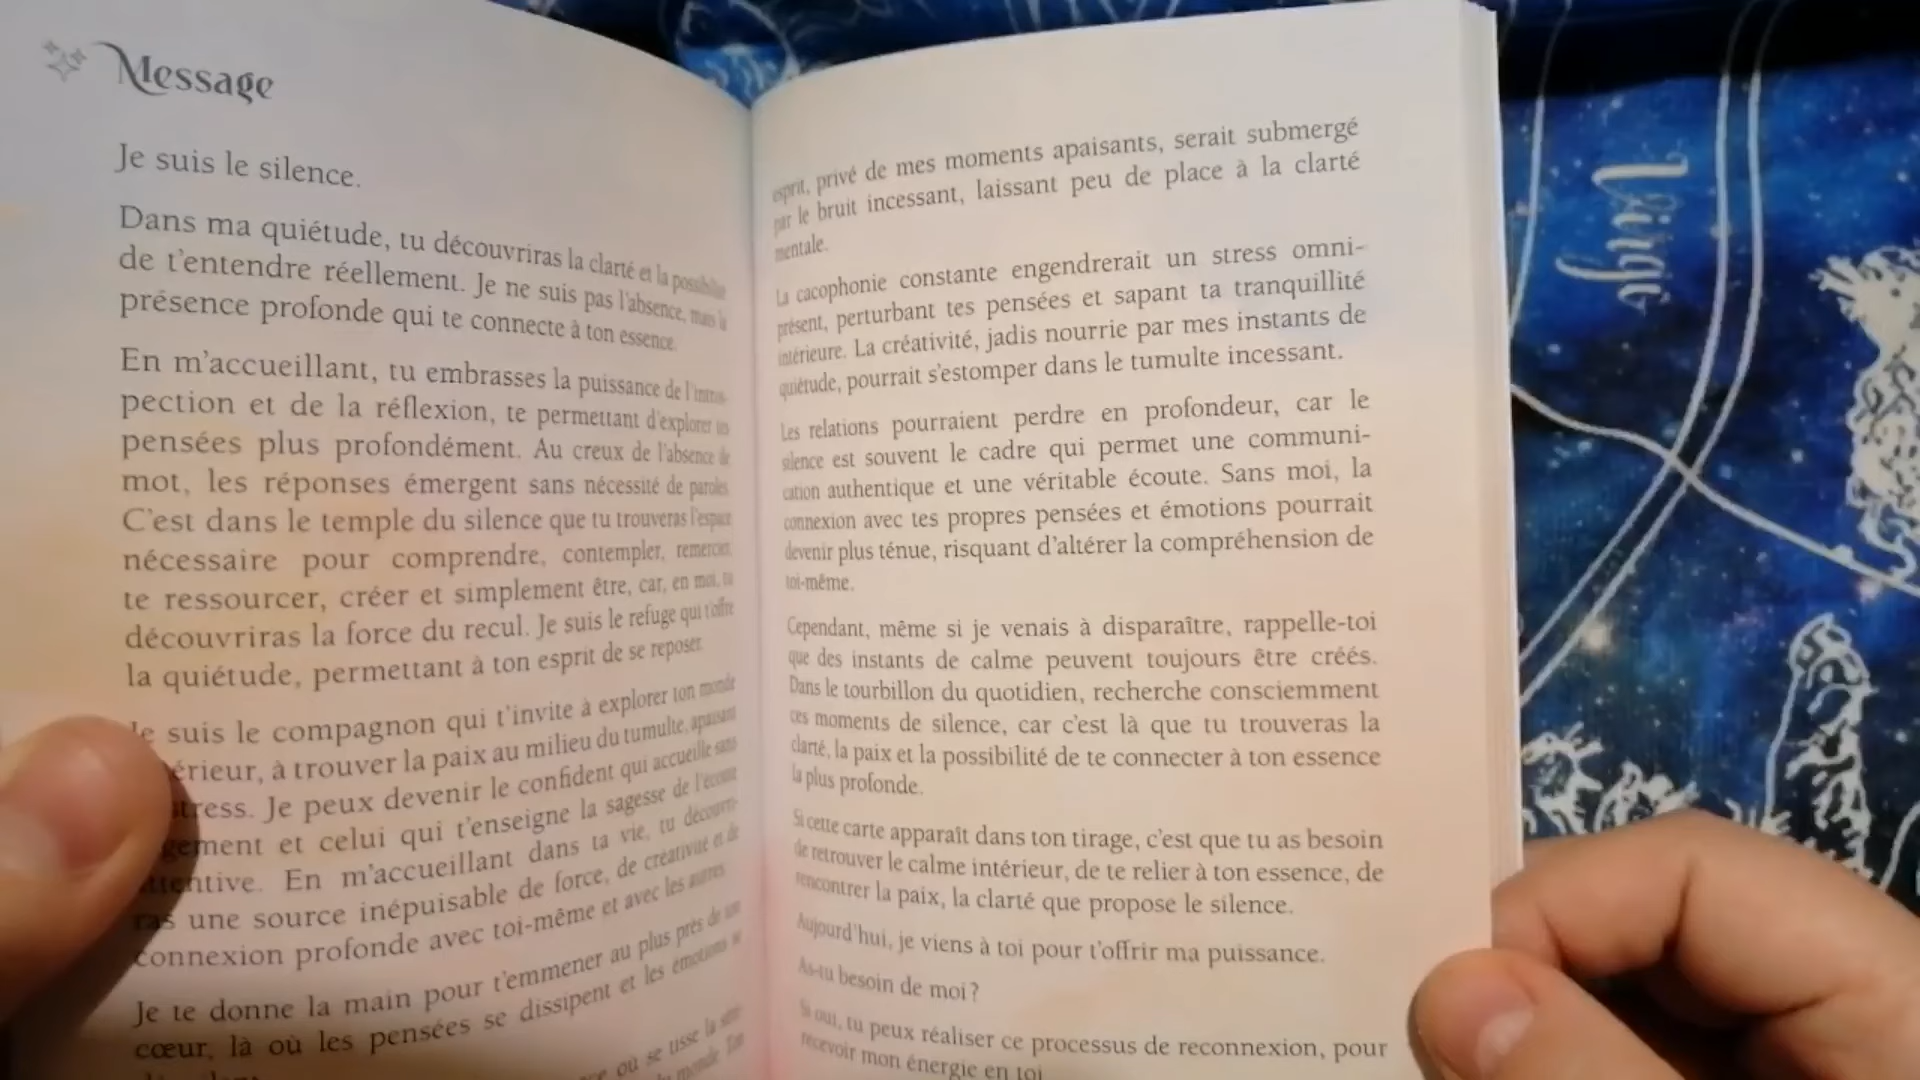 Message
Je suis le silence.
Dans ma quiétude, tu découvriras la clarté et la possibilité
de t'entendre réellement. Je ne suis pas l'absence, mais la
présence profonde qui te connecte à ton essence.
En m'accueillant, tu embrasses la puissance de l'intros-
pection et de la réflexion, te permettant d'explorer tes
pensées plus profondément. Au creux de l'absence de
mot, les réponses émergent sans nécessité de paroles.
C'est dans le temple du silence que tu trouveras l'espace
nécessaire pour comprendre, contempler, remercier,
te ressourcer, créer et simplement être, car, en moi, tu
découvriras la force du recul. Je suis le refuge qui t'offre
la quiétude, permettant à ton esprit de se reposer.
Je suis le compagnon qui t'invite à explorer ton monde
érieur, à trouver la paix au milieu du tumulte, apaisant
stress. Je peux devenir le confident qui accueille sans
gement et celui qui t'enseigne la sagesse de l'écoute
attentive. En m'accueillant dans ta vie, tu découvri-
ras une source inépuisable de force, de créativité et de
connexion profonde avec toi-même et avec les autres.
Je te donne la main pour t'emmener au plus près de ton
cœur, là où les pensées se dissipent et les émotions se
où se tisse la
monde.
esprit, privé de mes moments apaisants, serait submergé
par le bruit incessant, laissant peu de place à la clarté
mentale.
La cacophonie constante engendrerait un stress omni-
présent, perturbant tes pensées et sapant ta tranquillité
intérieure. La créativité, jadis nourrie par mes instants de
quiétude, pourrait s'estomper dans le tumulte incessant.
Les relations pourraient perdre en profondeur, car le
silence est souvent le cadre qui permet une communi-
cation authentique et une véritable écoute. Sans moi, la
connexion avec tes propres pensées et émotions pourrait
devenir plus ténue, risquant d'altérer la compréhension de
toi-même.
Cependant, même si je venais à disparaître, rappelle-toi
que des instants de calme peuvent toujours être créés.
Dans le tourbillon du quotidien, recherche consciemment
ces moments de silence, car c'est là que tu trouveras la
clarté, la paix et la possibilité de te connecter à ton essence
la plus profonde.
Si cette carte apparaît dans ton tirage, c'est que tu as besoin
de retrouver le calme intérieur, de te relier à ton essence, de
rencontrer la paix, la clarté que propose le silence.
Aujourd'hui, je viens à toi pour t'offrir ma puissance.
As-tu besoin de moi ?
Si oui, tu peux réaliser ce processus de reconnexion, pour
recevoir mon énergie en toi
Virgo